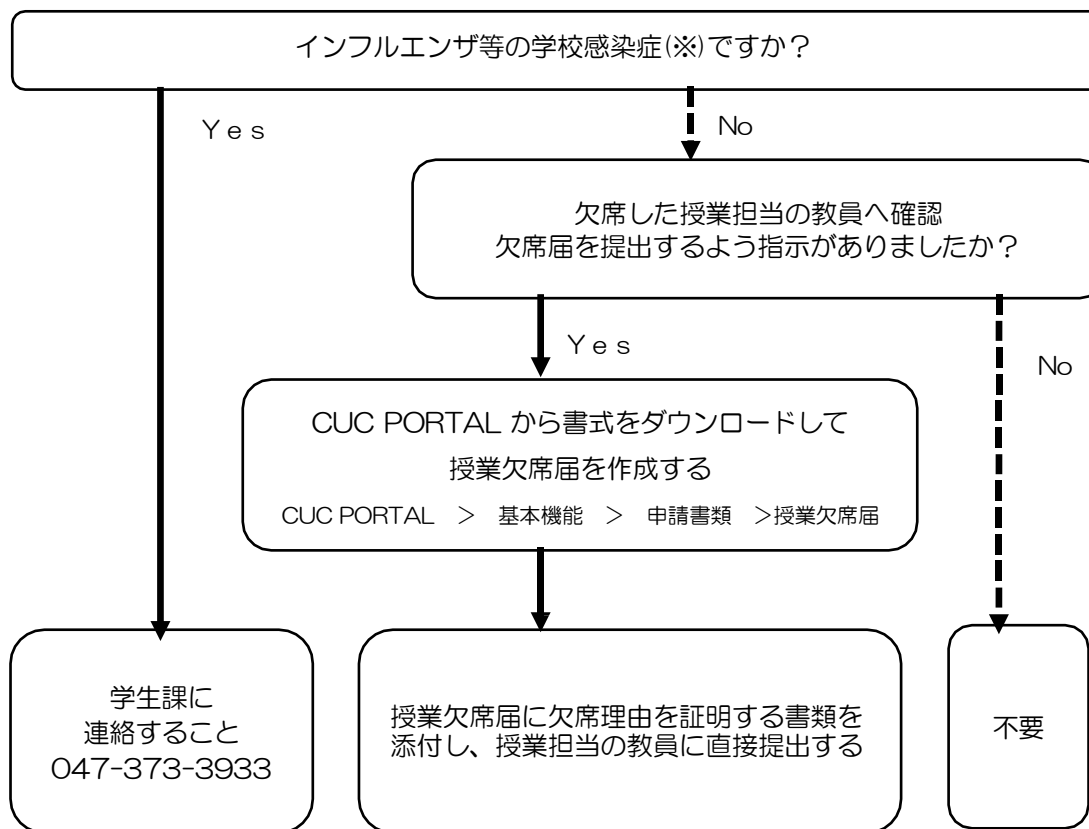 インフルエンザ等の学校感染症(※)ですか？
Ｙｅｓ
No
欠席した授業担当の教員へ確認
欠席届を提出するよう指示がありましたか？
Ｙｅｓ
No
CUC PORTAL から書式をダウンロードして
授業欠席届を作成する
CUC PORTAL ＞ 基本機能 ＞ 申請書類 ＞授業欠席届
学生課に
連絡すること
047-373-3933
授業欠席届に欠席理由を証明する書類を
添付し、授業担当の教員に直接提出する
不要